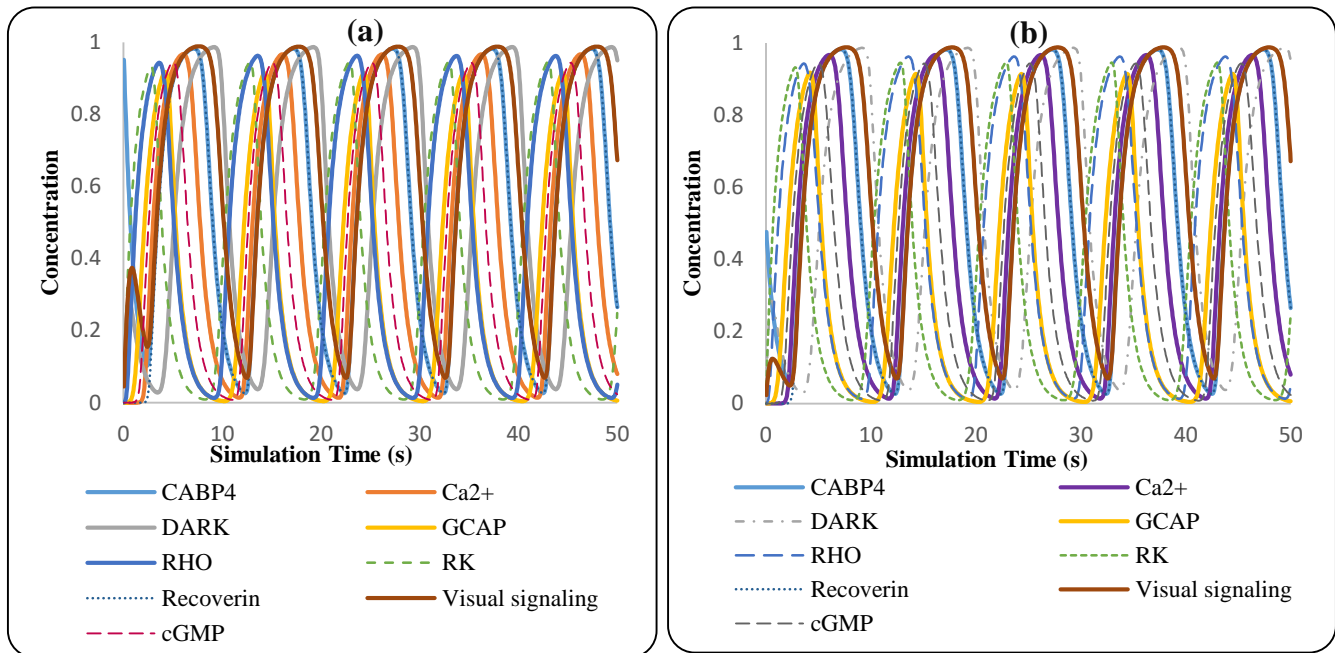 (a)
1
0.8
0.6
0.4
0.2
0
Concentration
0 10 20 30 40 50
Simulation Time (s)
CABP4 Ca2+
DARK GCAP
RHO RK
Recoverin Visual signaling
cGMP
(b)
1
0.8
0.6
0.4
0.2
0
Concentration
0 10 20 30 40 50
Simulation Time (s)
CABP4 Ca2+
DARK GCAP
RHO RK
Recoverin Visual signaling
cGMP